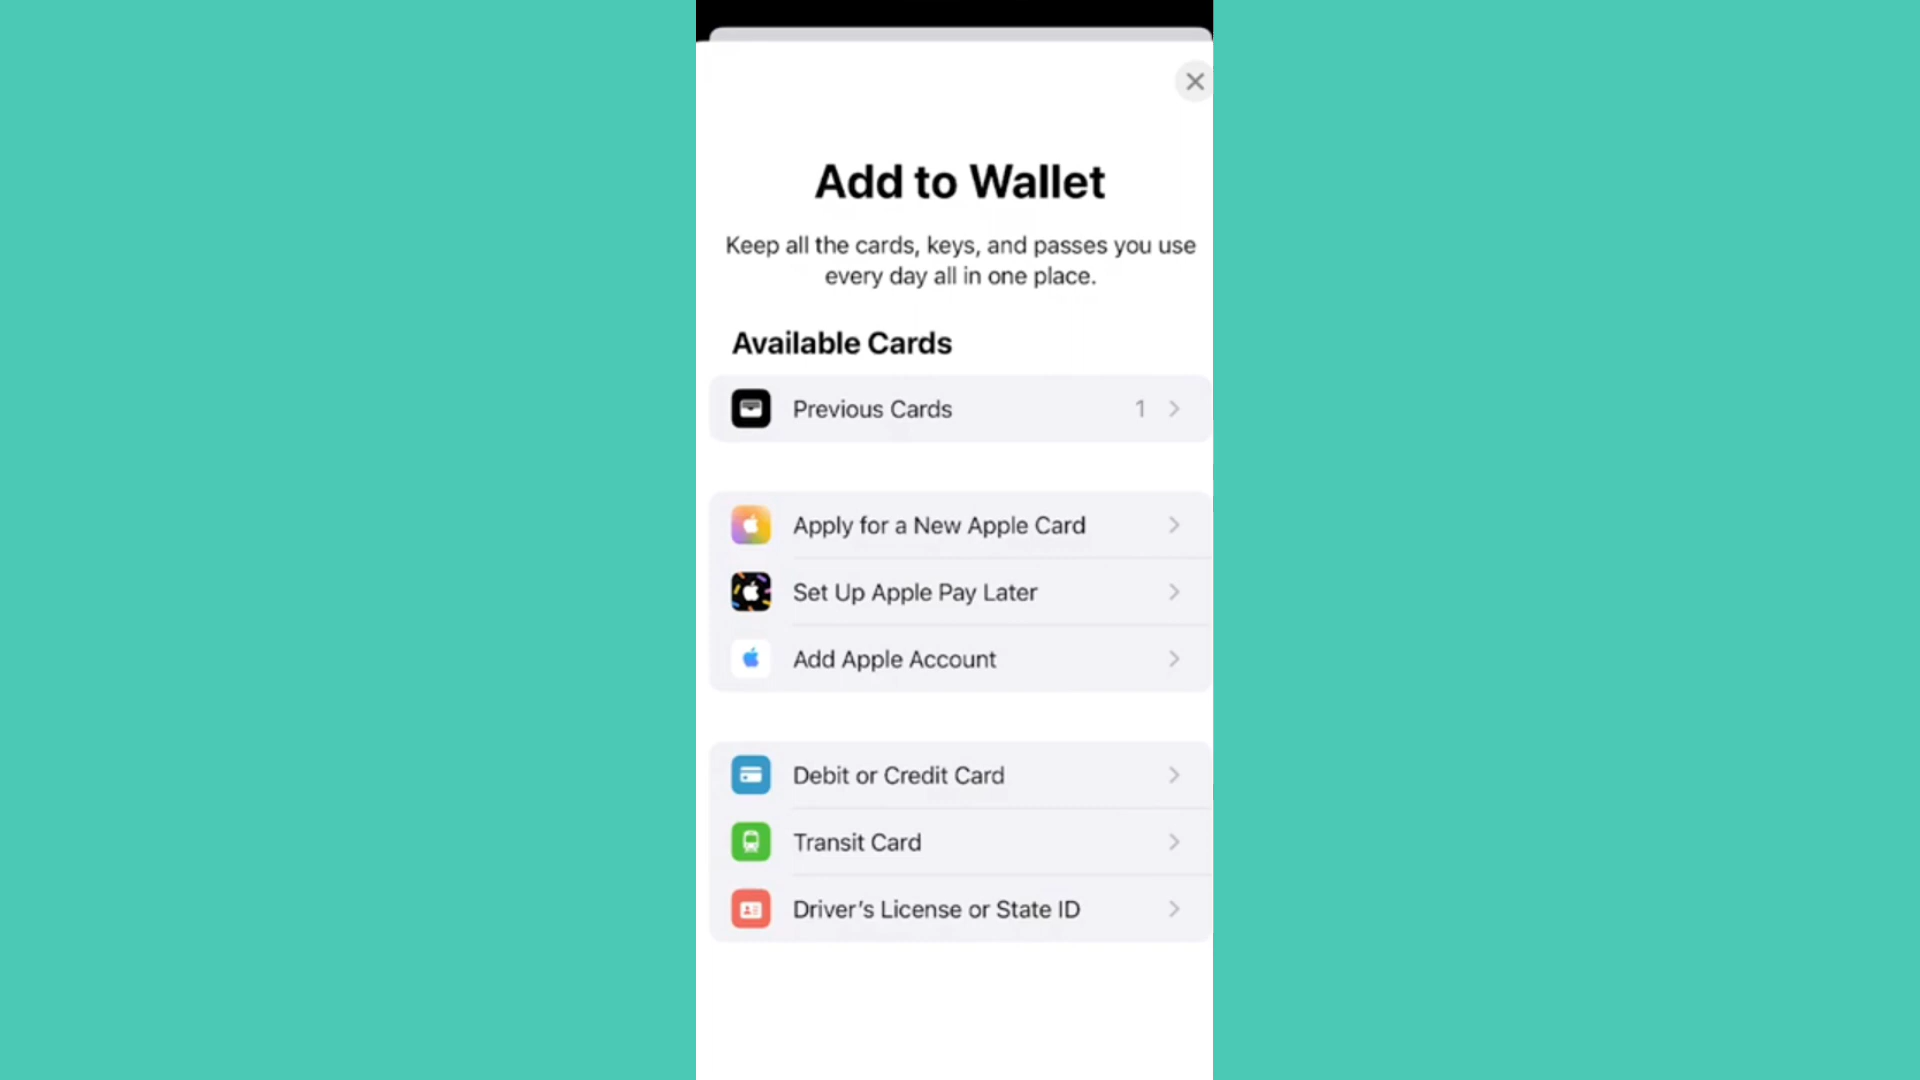 Add to Wallet
Keep all the cards, keys, and passes you use
every day all in one place.
Available Cards
Previous Cards 1
Apply for a New Apple Card
Set Up Apple Pay Later
Add Apple Account
Debit or Credit Card
Transit Card
Driver’s License or State ID